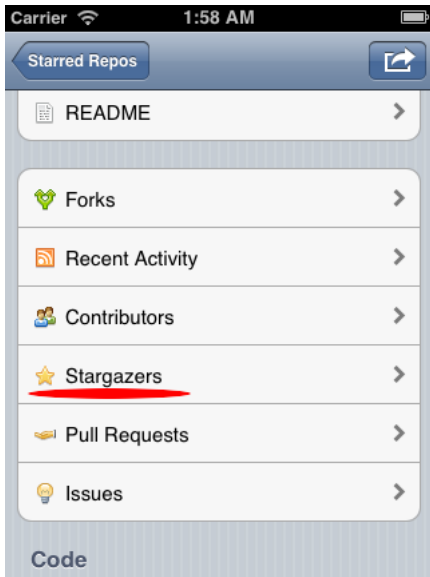 Carrier 1:58 AM
Starred Repos
README
Forks
Recent Activity
Contributors
Stargazers
Pull Requests
Issues
Code